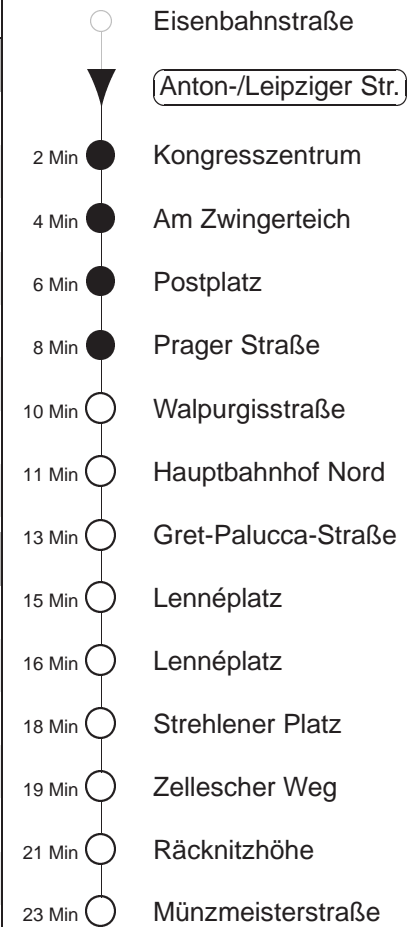 Eisenbahnstraße
Anton-/Leipziger Str.
2 Min Kongresszentrum
4 Min Am Zwingerteich
6 Min Postplatz
8 Min Prager Straße
10 Min Walpurgisstraße
11 Min Hauptbahnhof Nord
13 Min Gret-Palucca-Straße
15 Min Lennéplatz
16 Min Lennéplatz
18 Min Strehlener Platz
19 Min Zellescher Weg
21 Min Räcknitzhöhe
23 Min Münzmeisterstraße